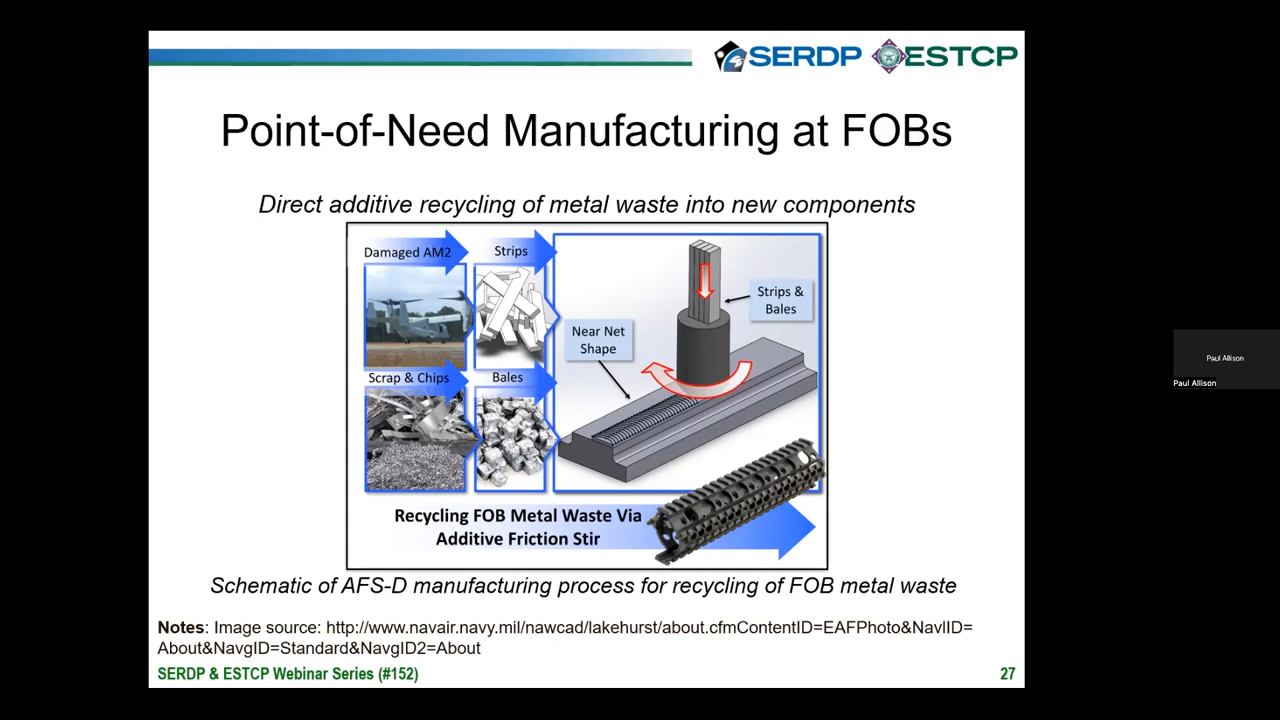 SERDP ESTCP
Point-of-Need Manufacturing at FOBs
Direct additive recycling of metal waste into new components
Damaged AM2
Strips
Scrap & Chips
Bales
Strips &
Bales
Near Net
Shape
Recycling FOB Metal Waste Via
Additive Friction Stir
Schematic of AFS-D manufacturing process for recycling of FOB metal waste
Notes: Image source: http://www.navair.navy.mil/nawcad/lakehurst/about.cfmContentID=EAFPhoto&NavlID=
About&NavgID=Standard&NavgID2=About
SERDP & ESTCP Webinar Series (#152)
27
Paul Allison
Paul Allison